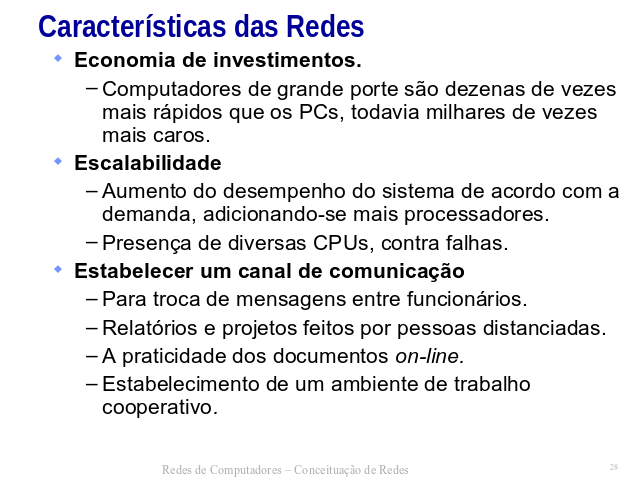 Características das Redes
Economia de investimentos.
– Computadores de grande porte são dezenas de vezes
mais rápidos que os PCs, todavia milhares de vezes
mais caros.
Escalabilidade
– Aumento do desempenho do sistema de acordo com a
demanda, adicionando-se mais processadores.
– Presença de diversas CPUs, contra falhas.
Estabelecer um canal de comunicação
– Para troca de mensagens entre funcionários.
– Relatórios e projetos feitos por pessoas distanciadas.
– A praticidade dos documentos on-line.
– Estabelecimento de um ambiente de trabalho
cooperativo.
Redes de Computadores – Conceituação de Redes
28